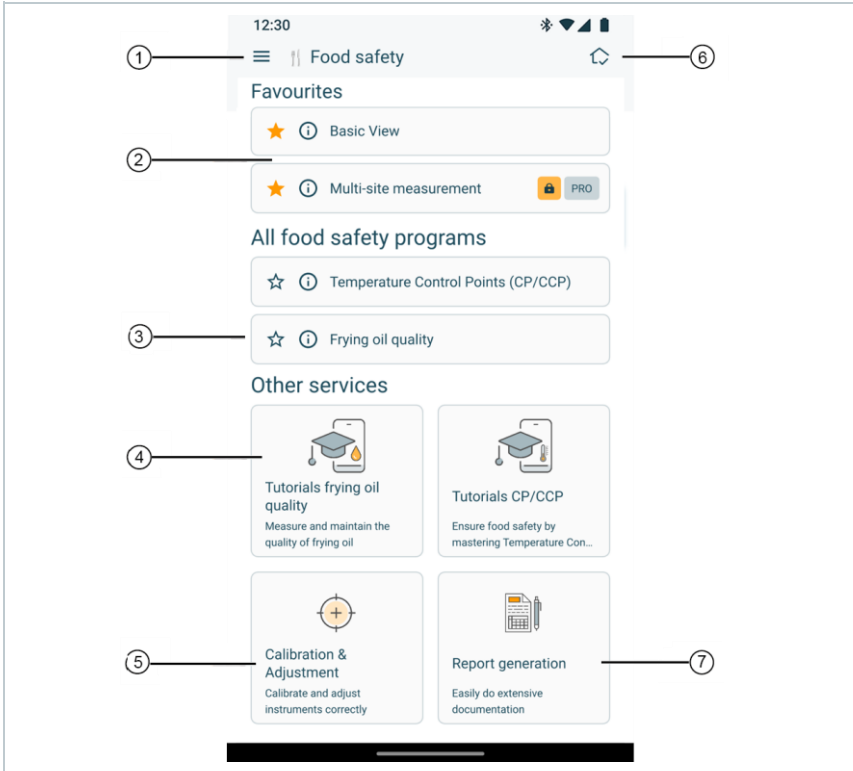 12:30
1
Food safety
6
Favourites
Basic View
2
Multi-site measurement PRO
All food safety programs
Temperature Control Points (CP/CCP)
3
Frying oil quality
Other services
4
Tutorials frying oil
quality
Measure and maintain the
quality of frying oil
Tutorials CP/CCP
Ensure food safety by
mastering Temperature Con...
5
Calibration &
Adjustment
Calibrate and adjust
instruments correctly
Report generation
Easily do extensive
documentation
7